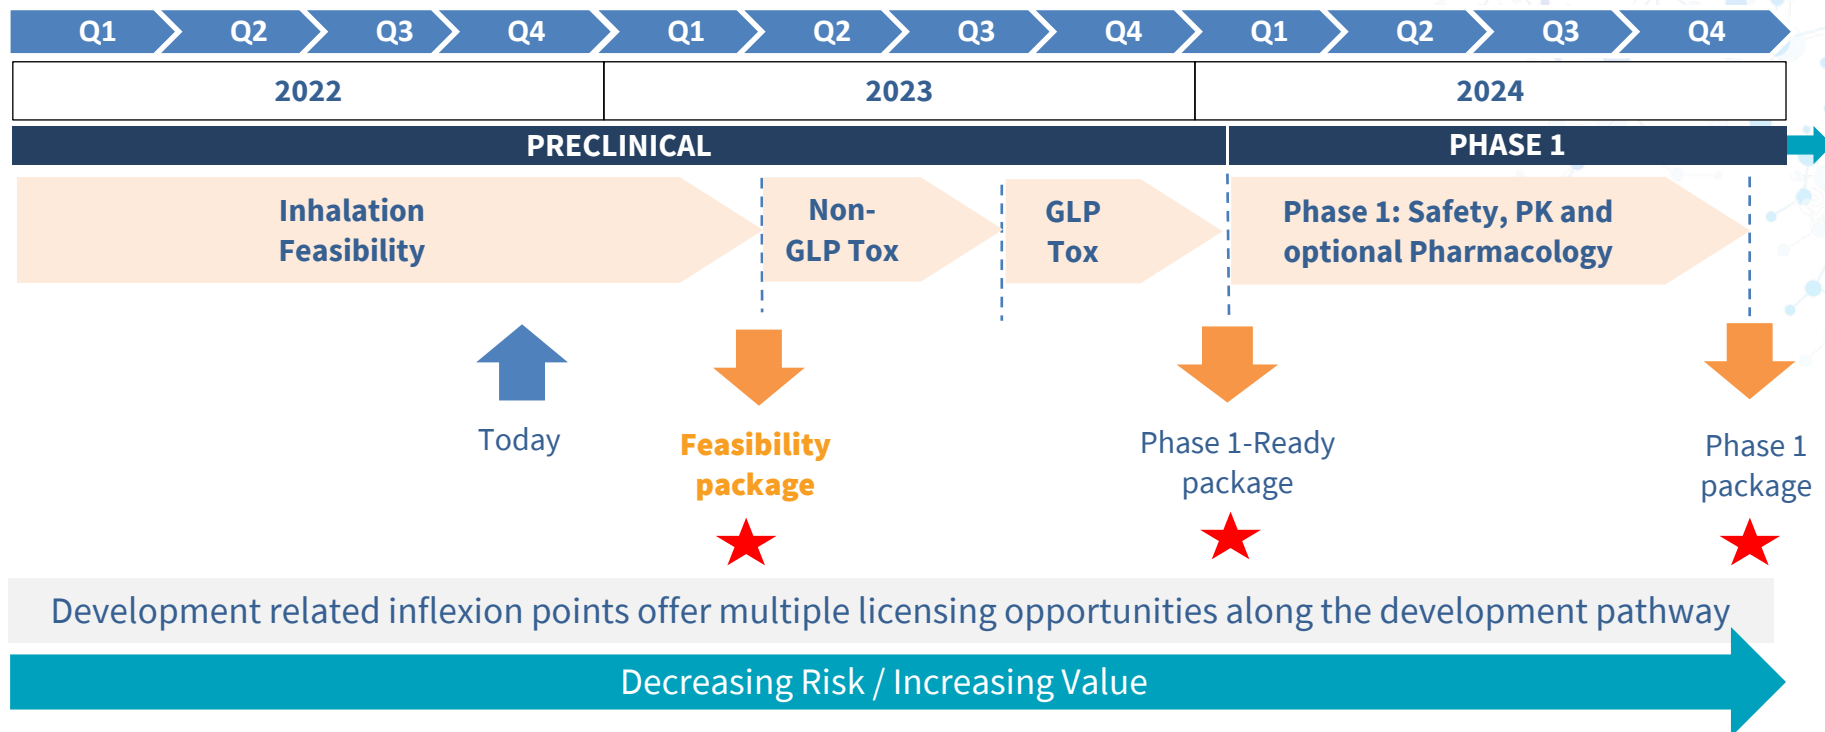 Q1 Q2 Q3 Q4 Q1 Q2 Q3 Q4 Q1 Q2 Q3 Q4
2022 2023 2024
PRECLINICAL PHASE 1
Inhalation
Feasibility
Non-
GLP Tox
GLP
Tox
Phase 1: Safety, PK and
optional Pharmacology
Today
Feasibility
package
Phase 1-Ready
package
Phase 1
package
Development related inflexion points offer multiple licensing opportunities along the development pathway
Decreasing Risk / Increasing Value